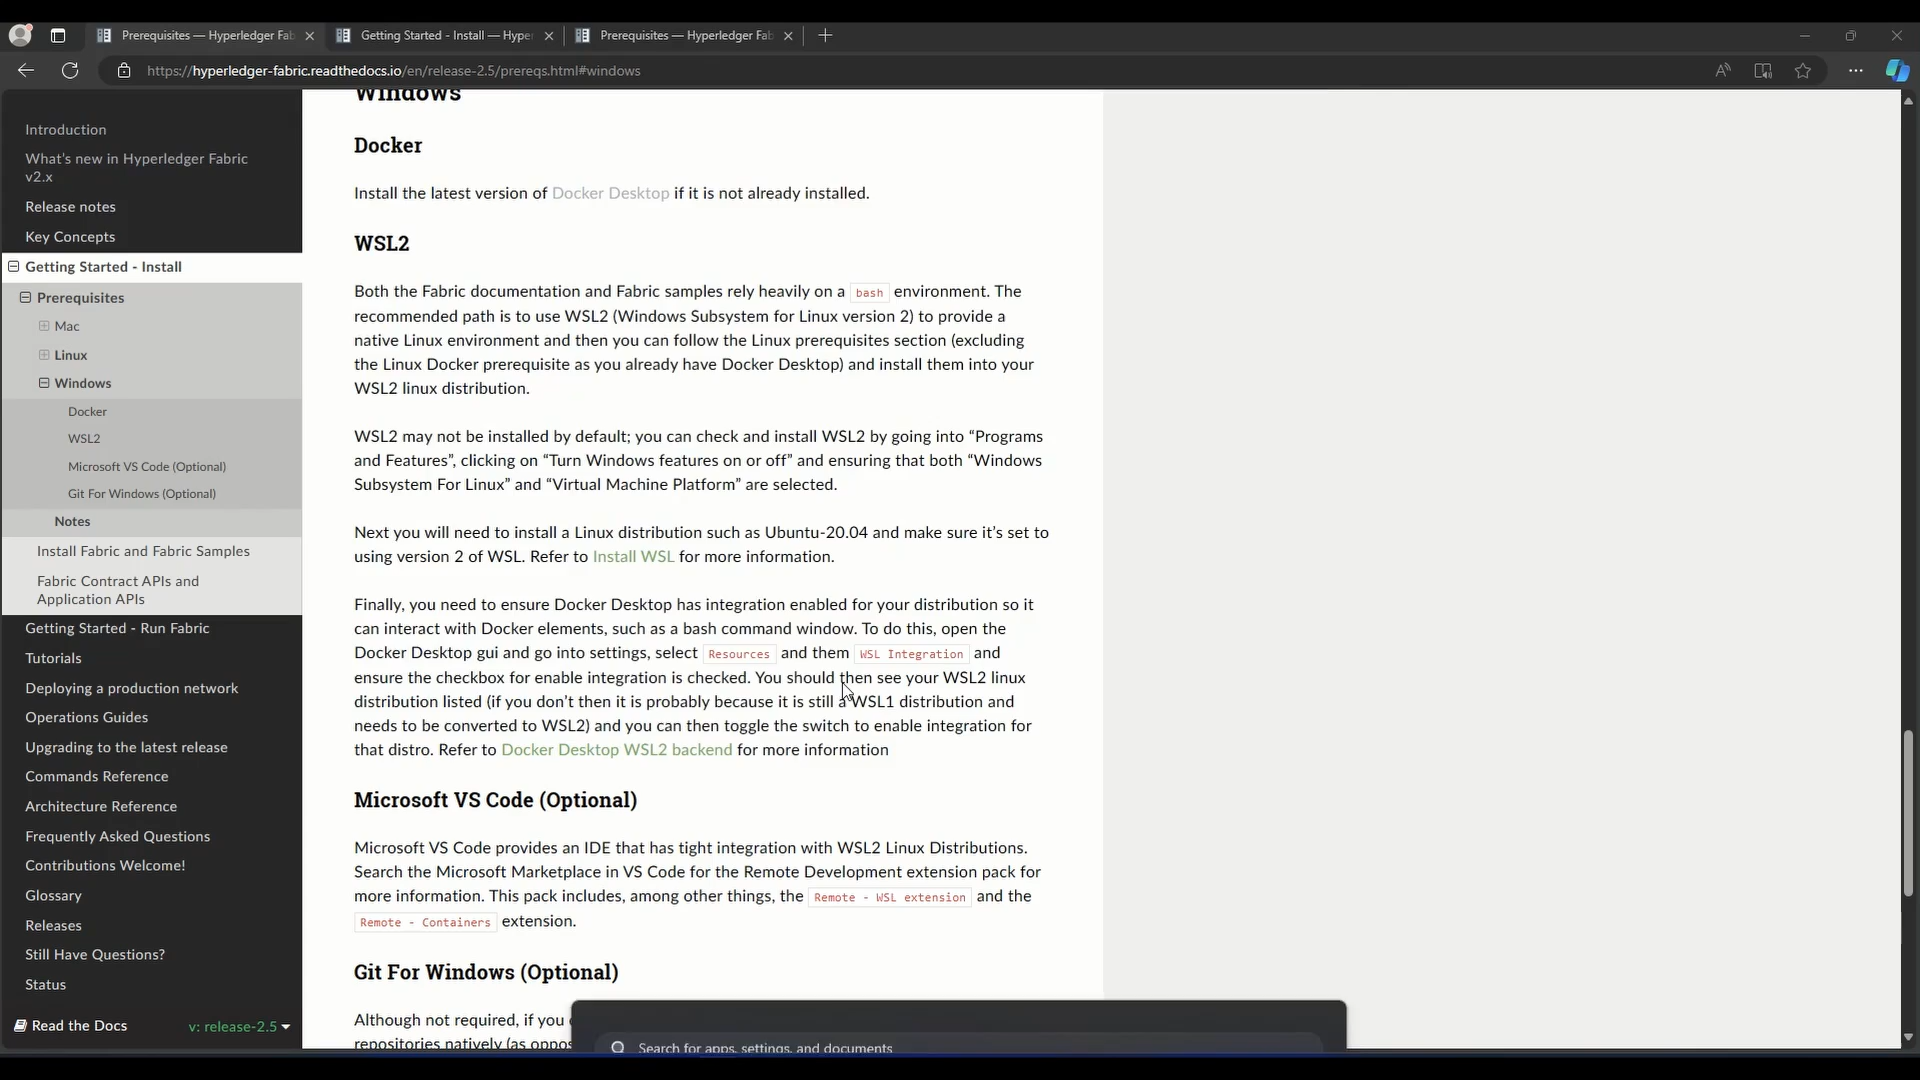 Prerequisites — Hyperledger Fab
Getting Started - Install — Hyper
Prerequisites — Hyperledger Fab
https://hyperledger-fabric.readthedocs.io/en/release-2.5/prereqs.html#windows
Introduction
What's new in Hyperledger Fabric
v2.x
Release notes
Key Concepts
Getting Started - Install
Prerequisites
Mac
Linux
Windows
Docker
WSL2
Microsoft VS Code (Optional)
Git For Windows (Optional)
Notes
Install Fabric and Fabric Samples
Fabric Contract APIs and
Application APIs
Getting Started - Run Fabric
Tutorials
Deploying a production network
Operations Guides
Upgrading to the latest release
Commands Reference
Architecture Reference
Frequently Asked Questions
Contributions Welcome!
Glossary
Releases
Still Have Questions?
Status
Read the Docs v: release-2.5
Windows
Docker
Install the latest version of Docker Desktop if it is not already installed.
WSL2
Both the Fabric documentation and Fabric samples rely heavily on a bash environment. The
recommended path is to use WSL2 (Windows Subsystem for Linux version 2) to provide a
native Linux environment and then you can follow the Linux prerequisites section (excluding
the Linux Docker prerequisite as you already have Docker Desktop) and install them into your
WSL2 linux distribution.
WSL2 may not be installed by default; you can check and install WSL2 by going into “Programs
and Features”, clicking on “Turn Windows features on or off” and ensuring that both “Windows
Subsystem For Linux” and “Virtual Machine Platform” are selected.
Next you will need to install a Linux distribution such as Ubuntu-20.04 and make sure it’s set to
using version 2 of WSL. Refer to Install WSL for more information.
Finally, you need to ensure Docker Desktop has integration enabled for your distribution so it
can interact with Docker elements, such as a bash command window. To do this, open the
Docker Desktop gui and go into settings, select Resources and them WSL Integration and
ensure the checkbox for enable integration is checked. You should then see your WSL2 linux
distribution listed (if you don’t then it is probably because it is still a WSL1 distribution and
needs to be converted to WSL2) and you can then toggle the switch to enable integration for
that distro. Refer to Docker Desktop WSL2 backend for more information
Microsoft VS Code (Optional)
Microsoft VS Code provides an IDE that has tight integration with WSL2 Linux Distributions.
Search the Microsoft Marketplace in VS Code for the Remote Development extension pack for
more information. This pack includes, among other things, the Remote - WSL extension and the
Remote - Containers extension.
Git For Windows (Optional)
Although not required, if you
repositories natively (as oppos
Search for apps, settings, and documents